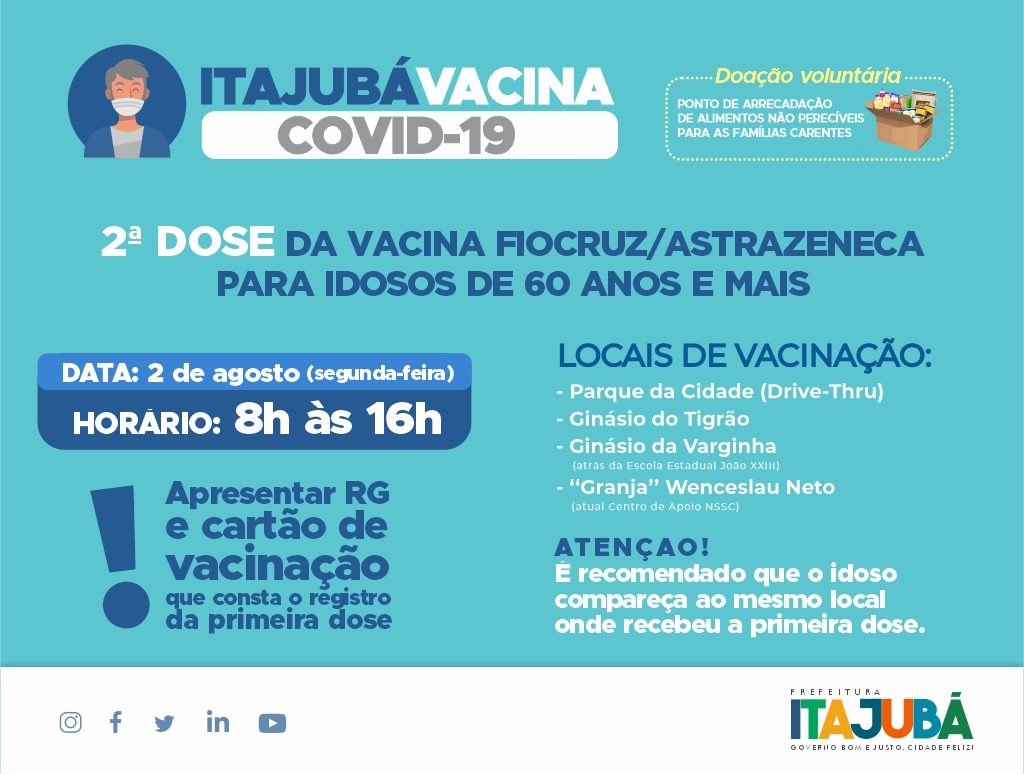 ITAJUBÁVACINA
COVID-19
Doação voluntária
PONTO DE ARRECADAÇÃO
DE ALIMENTOS NÃO PERECÍVEIS
PARA AS FAMÍLIAS CARENTES
2ª DOSE DA VACINA FIOCRUZ/ASTRAZENECA
PARA IDOSOS DE 60 ANOS E MAIS
DATA: 2 de agosto (segunda-feira)
HORÁRIO: 8h às 16h
Apresentar RG
e cartão de
vacinação
que consta o registro
da primeira dose
LOCAIS DE VACINAÇÃO:
- Parque da Cidade (Drive-Thru)
- Ginásio do Tigrão
- Ginásio da Varginha
(atrás da Escola Estadual João XXIII)
- “Granja” Wenceslau Neto
(atual Centro de Apoio NSSC)
ATENÇAO!
É recomendado que o idoso
compareça ao mesmo local
onde recebeu a primeira dose.
PREFEITURA
ITAJUBÁ
GOVERNO BOM E JUSTO, CIDADE FELIZ!